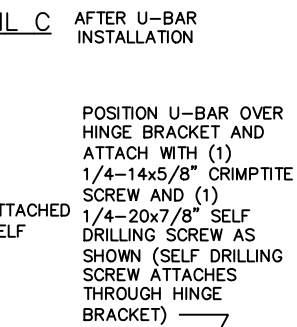 IL C AFTER U-BAR
INSTALLATION
POSITION U-BAR OVER
HINGE BRACKET AND
ATTACH WITH (1)
1/4-14x5/8" CRIMPTITE
SCREW AND (1)
TTACHED 1/4-20x7/8" SELF
ELF DRILLING SCREW AS
SHOWN (SELF DRILLING
SCREW ATTACHES
THROUGH HINGE
BRACKET)